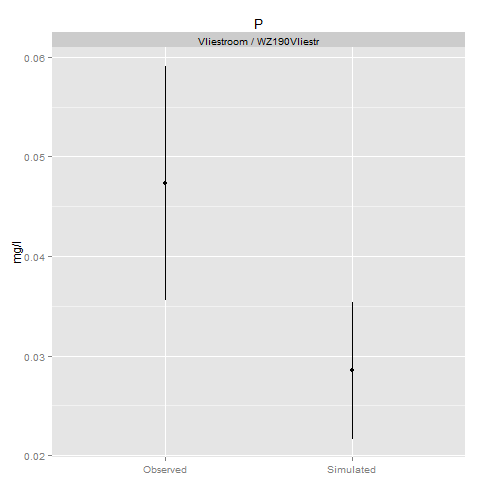 P
Vliestroom / WZ190Vliestr
0.06
0.05
0.04
0.03
0.02
mg/l
Observed
Simulated